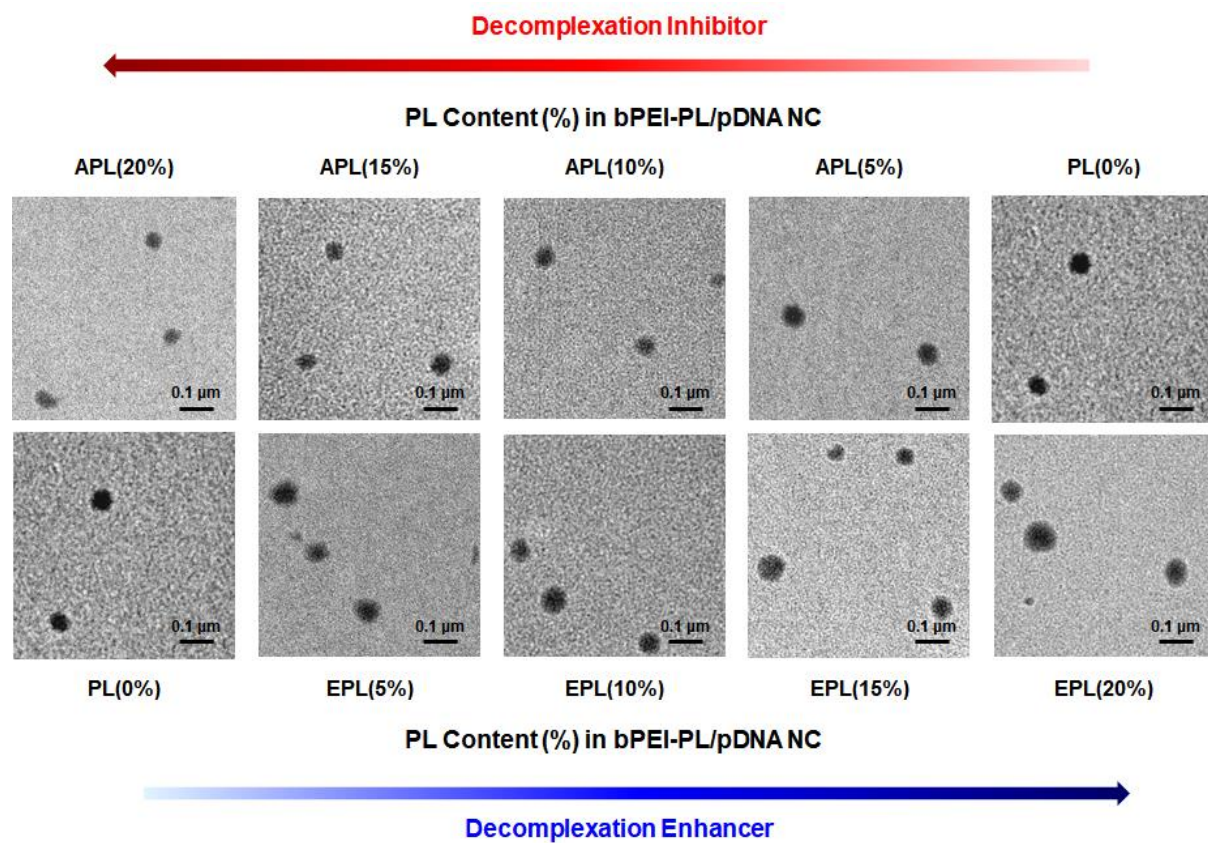 Decomplexation Inhibitor
PL Content (%) in bPEI-PL/pDNA NC
APL(20%) APL(15%) APL(10%) APL(5%) PL(0%)
0.1 μm 0.1 μm 0.1 μm 0.1 μm 0.1 μm
0.1 μm 0.1 μm 0.1 μm 0.1 μm 0.1 μm
PL(0%) EPL(5%) EPL(10%) EPL(15%) EPL(20%)
PL Content (%) in bPEI-PL/pDNA NC
Decomplexation Enhancer